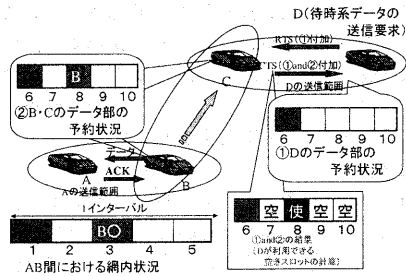 D(待時系データの
送信要求)
RTS(①付加)
CTS(①and②付加)
Dの送信範囲
C
B
6 7 8 9 10
②B・Cのデータ部の
予約状況
6 7 8 9 10
①Dのデータ部の
予約状況
データ
ACK
A
B
Aの送信範囲
1インターバル
B○
1 2 3 4 5
AB間における網内状況
空 使 空 空
6 7 8 9 10
①and②の結果
(Dが利用できる
空きスロットの計算)